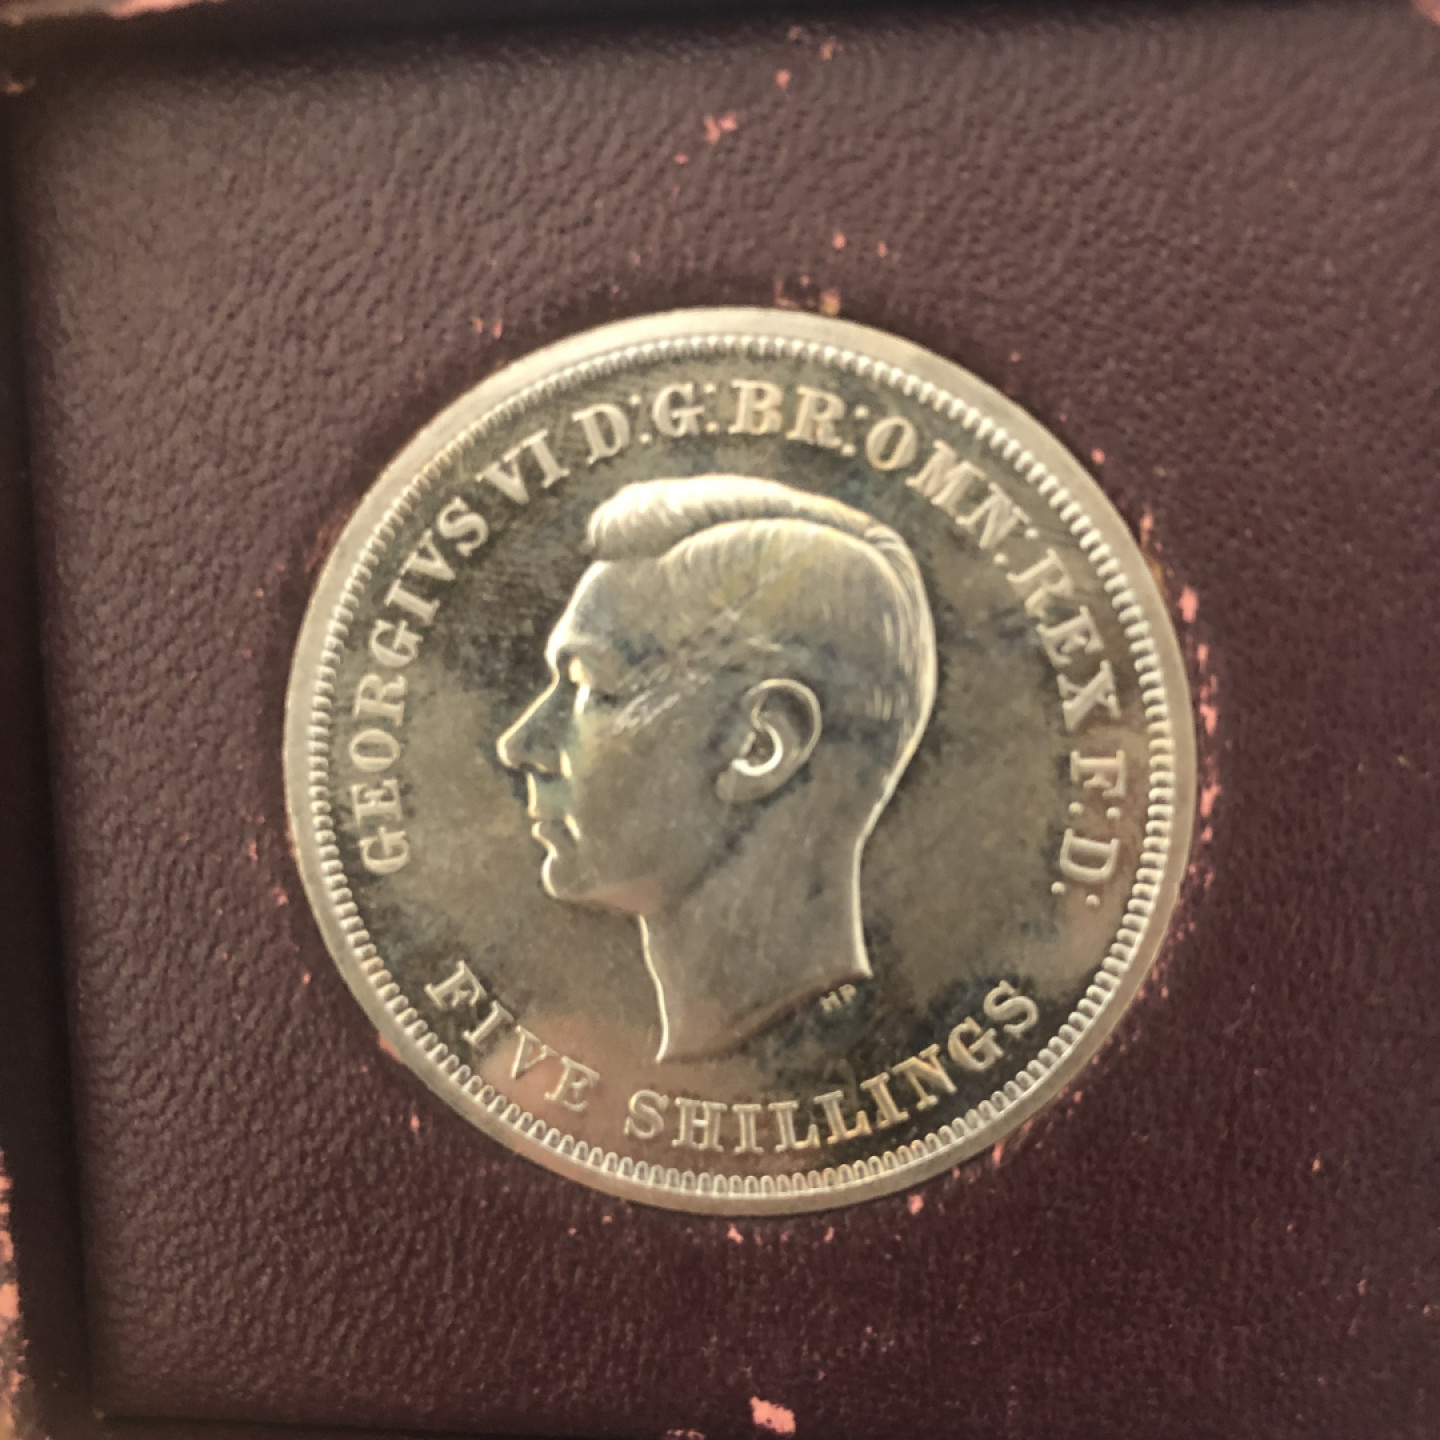 GEORGIVS VI D:G:BR:OMN:REX F:D:
FIVE SHILLINGS
HP